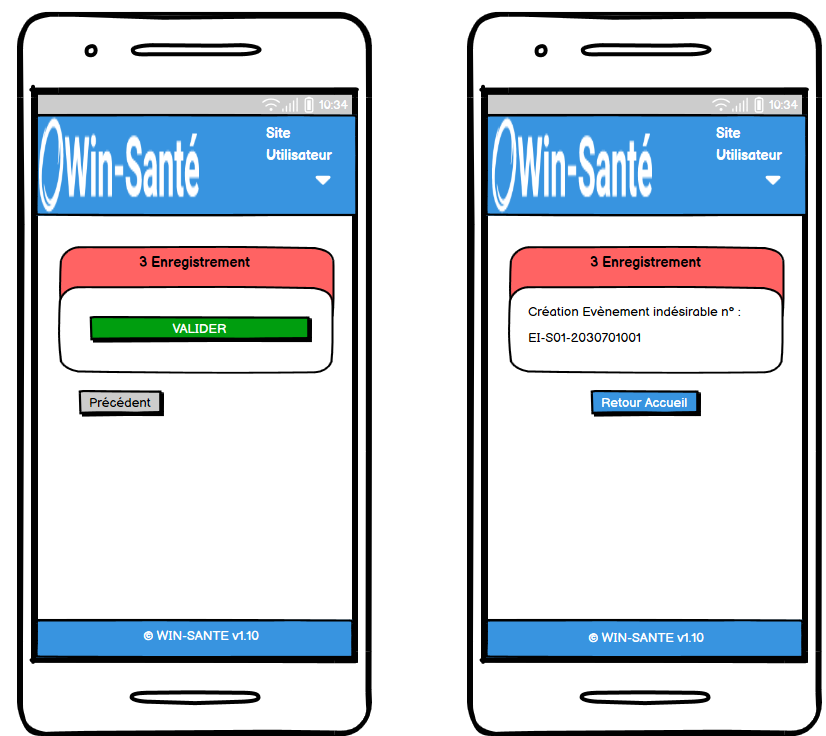 10:34
Win-Santé
Site
Utilisateur
3 Enregistrement
VALIDER
Précédent
© WIN-SANTE v1.10
10:34
Win-Santé
Site
Utilisateur
3 Enregistrement
Création Evènement indésirable n° :
EI-S01-2030701001
Retour Accueil
© WIN-SANTE v1.10